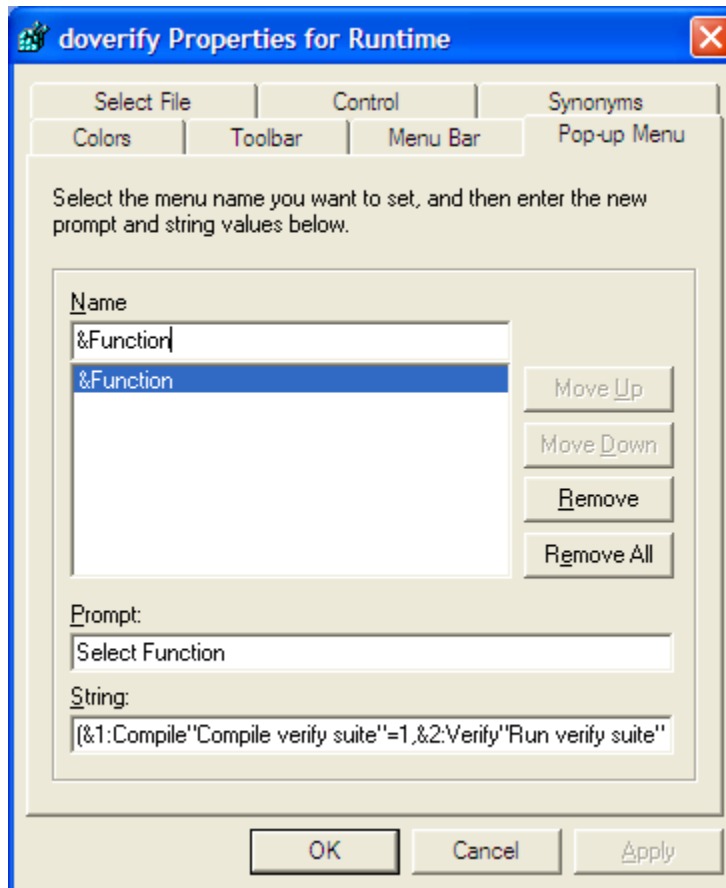 doverify Properties for Runtime
Select File Control Synonyms
Colors Toolbar Menu Bar Pop-up Menu
Select the menu name you want to set, and then enter the new
prompt and string values below.
Name
&Function
&Function
Move Up
Move Down
Remove
Remove All
Prompt:
Select Function
String:
(&1:Compile"Compile verify suite"=1,&2:Verify"Run verify suite"
OK Cancel Apply